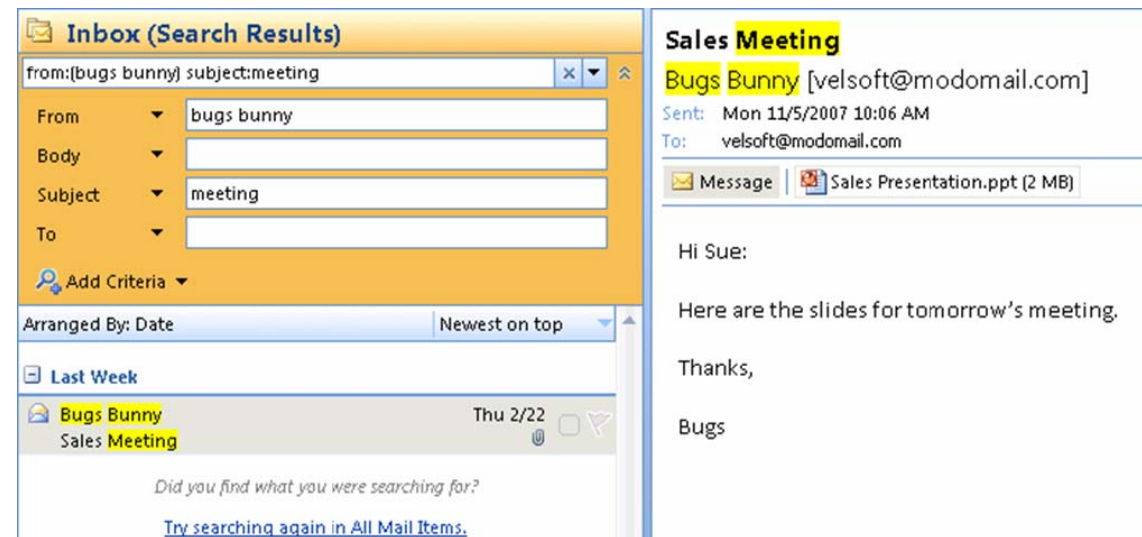 Inbox (Search Results)
from:(bugs bunny) subject:meeting
From bugs bunny
Body
Subject meeting
To
Add Criteria
Arranged By: Date Newest on top
Last Week
Bugs Bunny Thu 2/22
Sales Meeting
Did you find what you were searching for?
Try searching again in All Mail Items.
Sales Meeting
Bugs Bunny [velsoft@modomail.com]
Sent: Mon 11/5/2007 10:06 AM
To: velsoft@modomail.com
Message Sales Presentation.ppt (2 MB)
Hi Sue:
Here are the slides for tomorrow's meeting.
Thanks,
Bugs